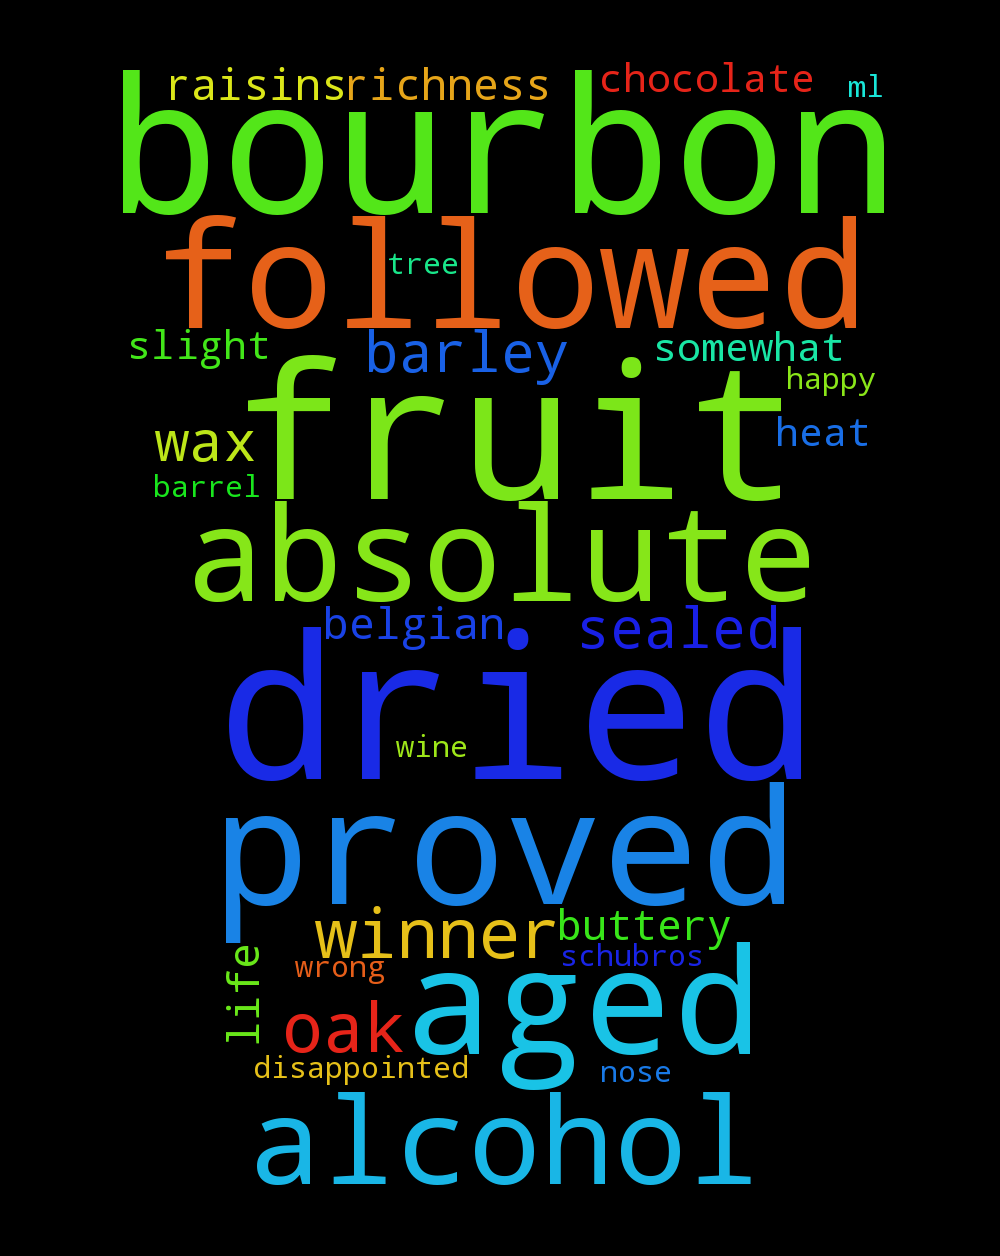 raisins richness chocolate ml
bourbon
followed
tree
slight barley somewhat
happy
fruit
wax heat
barrel
absolute
belgian sealed
dried
wine
proved
winner buttery
schubros
wrong
life
aged
oak
disappointed nose
alcohol